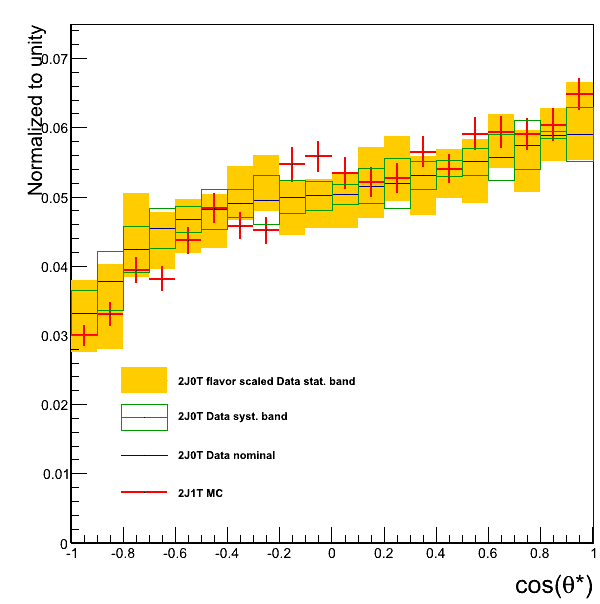 Normalized to unity
0.07
0.06
0.05
0.04
0.03
0.02
0.01
0
2J0T flavor scaled Data stat. band
2J0T Data syst. band
2J0T Data nominal
2J1T MC
-1 -0.8 -0.6 -0.4 -0.2 0 0.2 0.4 0.6 0.8 1
cos(θ*)